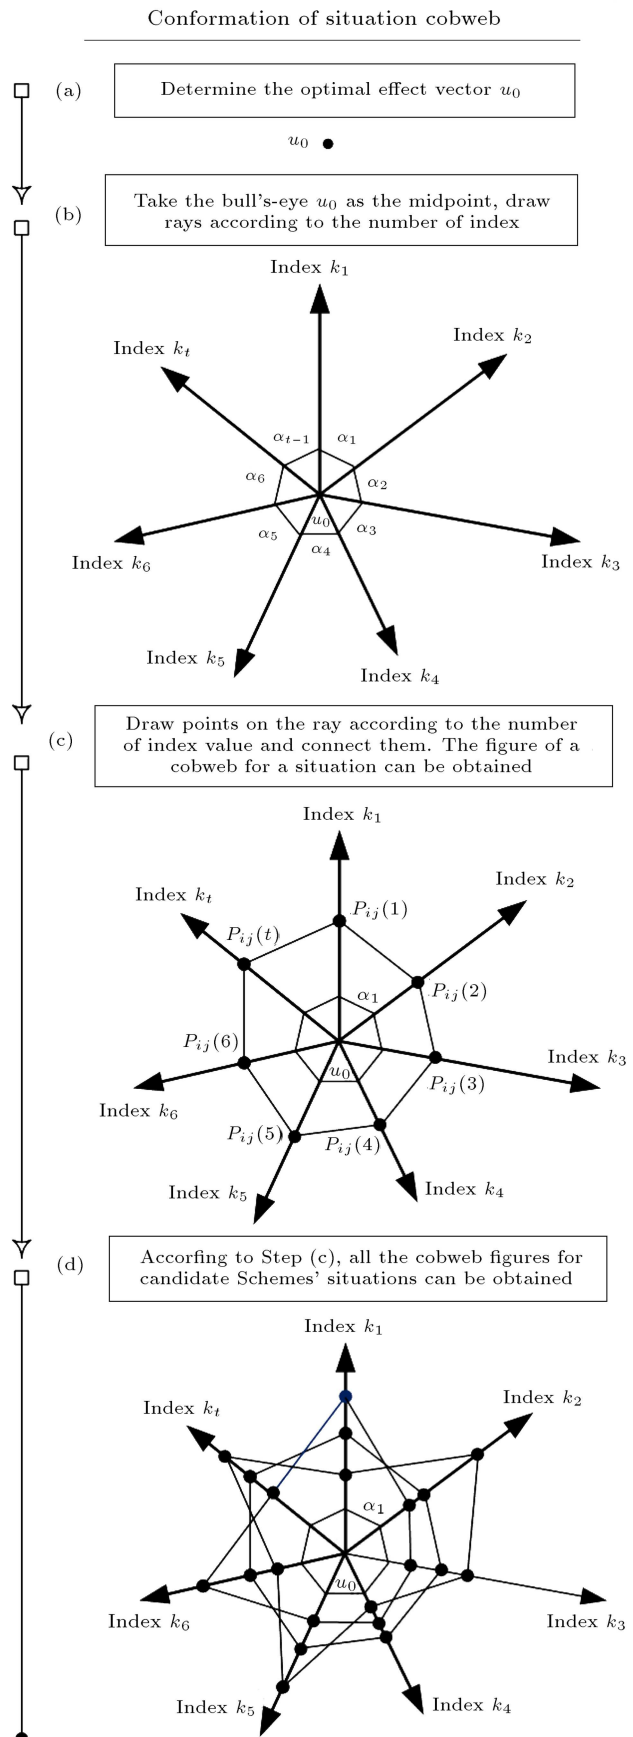 Conformation of situation cobweb
(a)
Determine the optimal effect vector u₀
u₀
(b)
Take the bull's-eye u₀ as the midpoint, draw
rays according to the number of index
Index k₁
Index k₂
Index kₜ
αₜ₋₁
α₁
α₆
α₂
u₀
α₃
α₅
α₄
Index k₆
Index k₃
Index k₅
Index k₄
(c)
Draw points on the ray according to the number
of index value and connect them. The figure of a
cobweb for a situation can be obtained
Index k₁
Index k₂
Index kₜ
Pᵢⱼ(1)
Pᵢⱼ(t)
α₁
Pᵢⱼ(2)
Pᵢⱼ(6)
Index k₃
u₀
Pᵢⱼ(3)
Index k₆
Pᵢⱼ(5)
Pᵢⱼ(4)
Index k₅
Index k₄
(d)
Accorfing to Step (c), all the cobweb figures for
candidate Schemes' situations can be obtained
Index k₁
Index k₂
Index kₜ
α₁
u₀
Index k₆
Index k₃
Index k₅
Index k₄